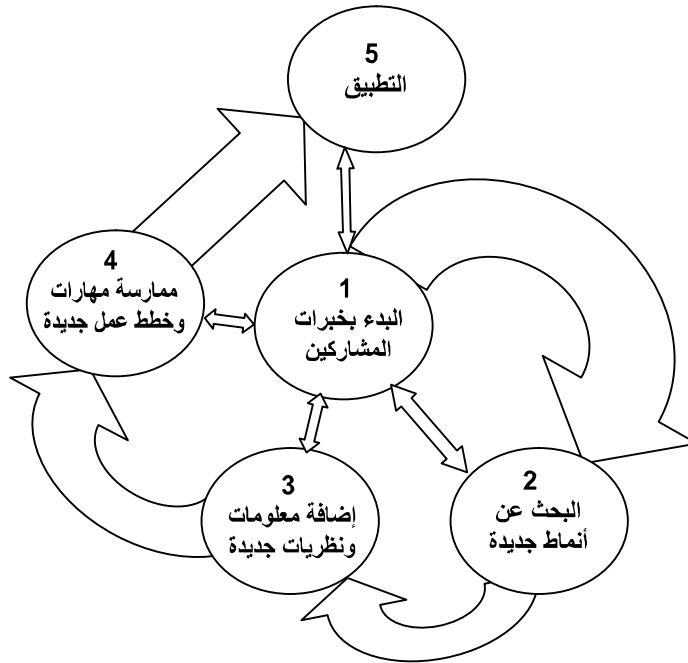 5
التطبيق
4
ممارسة مهارات
وخطط عمل جديدة
1
البدء بخبرات
المشاركين
3
إضافة معلومات
ونظريات جديدة
2
البحث عن
أنماط جديدة